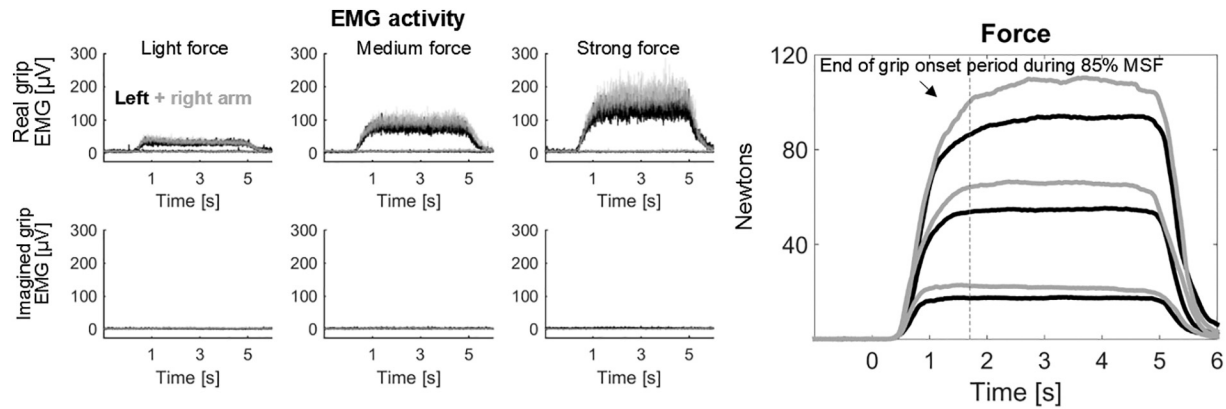 EMG activity
Light force
Medium force
Strong force
Real grip
EMG [µV]
300
200
100
0
Left + right arm
1
3
5
Time [s]
300
200
100
0
1
3
5
Time [s]
300
200
100
0
1
3
5
Time [s]
Imagined grip
EMG [µV]
300
200
100
0
1
3
5
Time [s]
300
200
100
0
1
3
5
Time [s]
300
200
100
0
1
3
5
Time [s]
Force
End of grip onset period during 85% MSF
Newtons
120
80
40
0
1
2
3
4
5
6
Time [s]